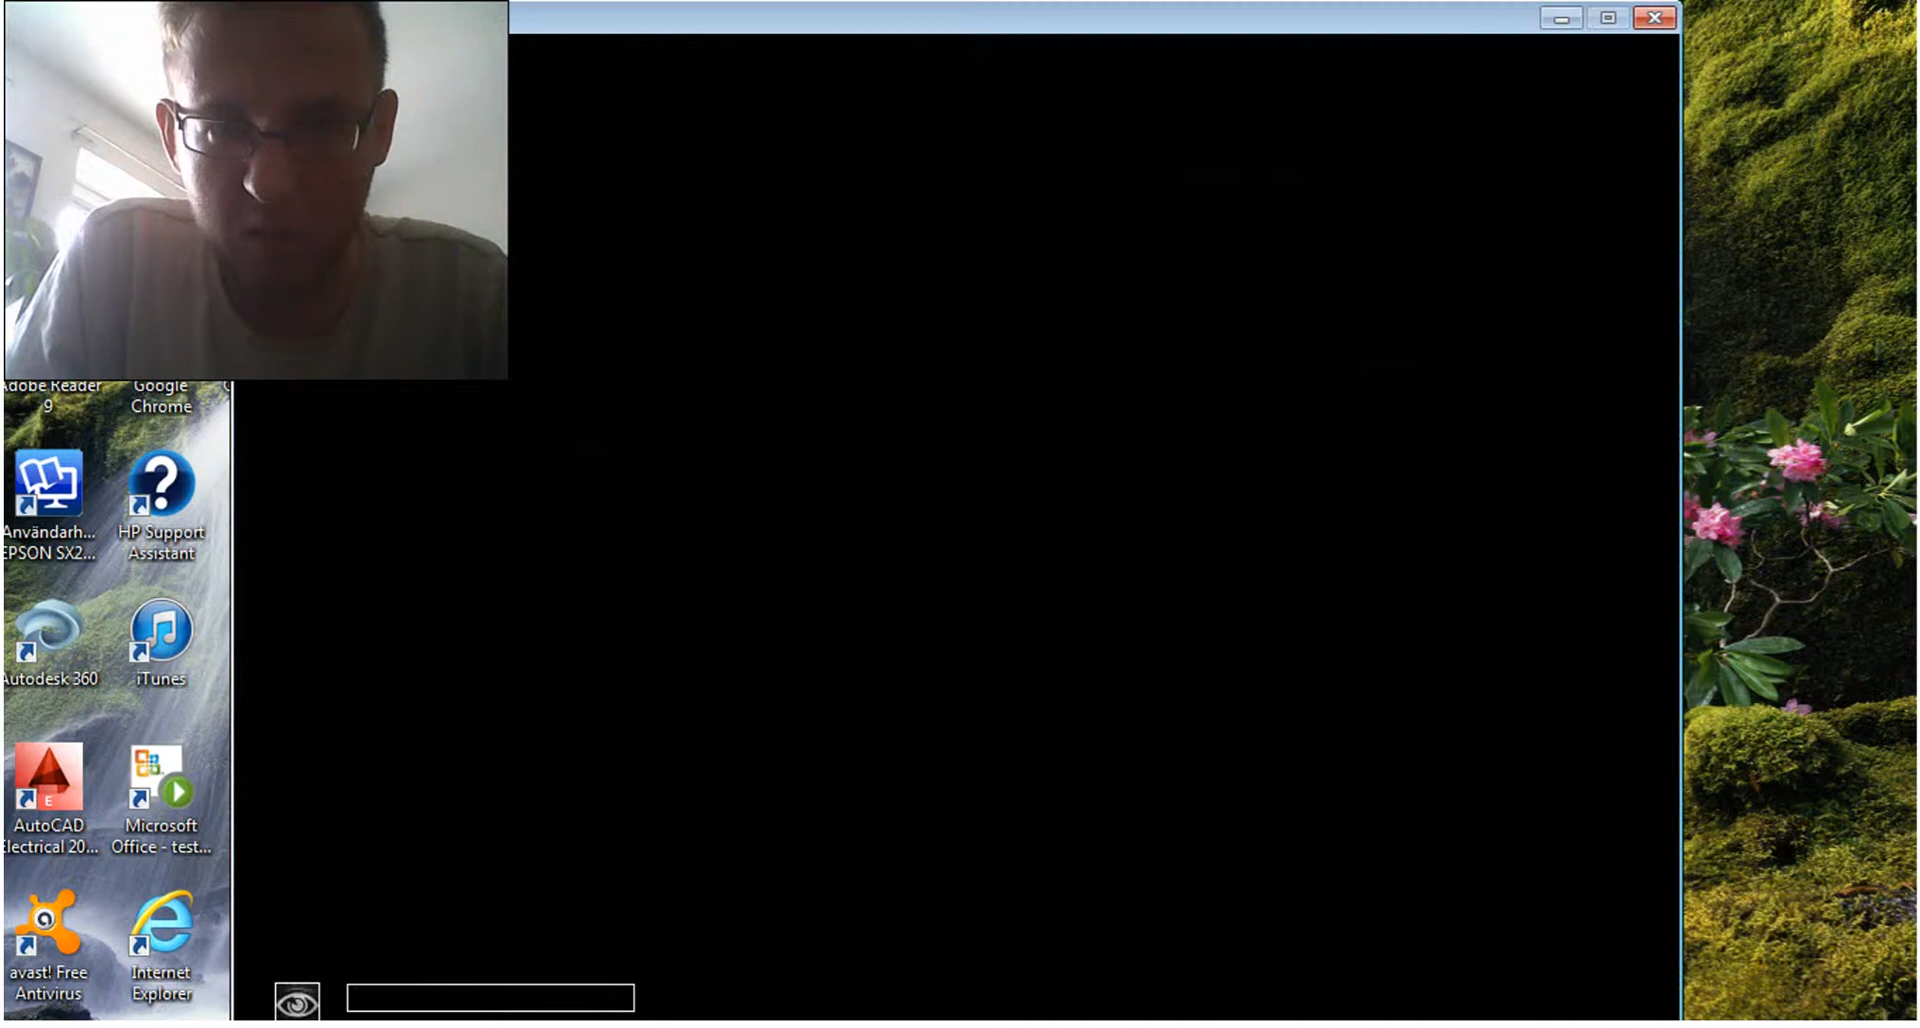 Adobe Reader
9
Google
Chrome
Användarh...
EPSON SX2...
HP Support
Assistant
Autodesk 360
iTunes
E
AutoCAD
Electrical 20...
Microsoft
Office - test...
avast! Free
Antivirus
Internet
Explorer